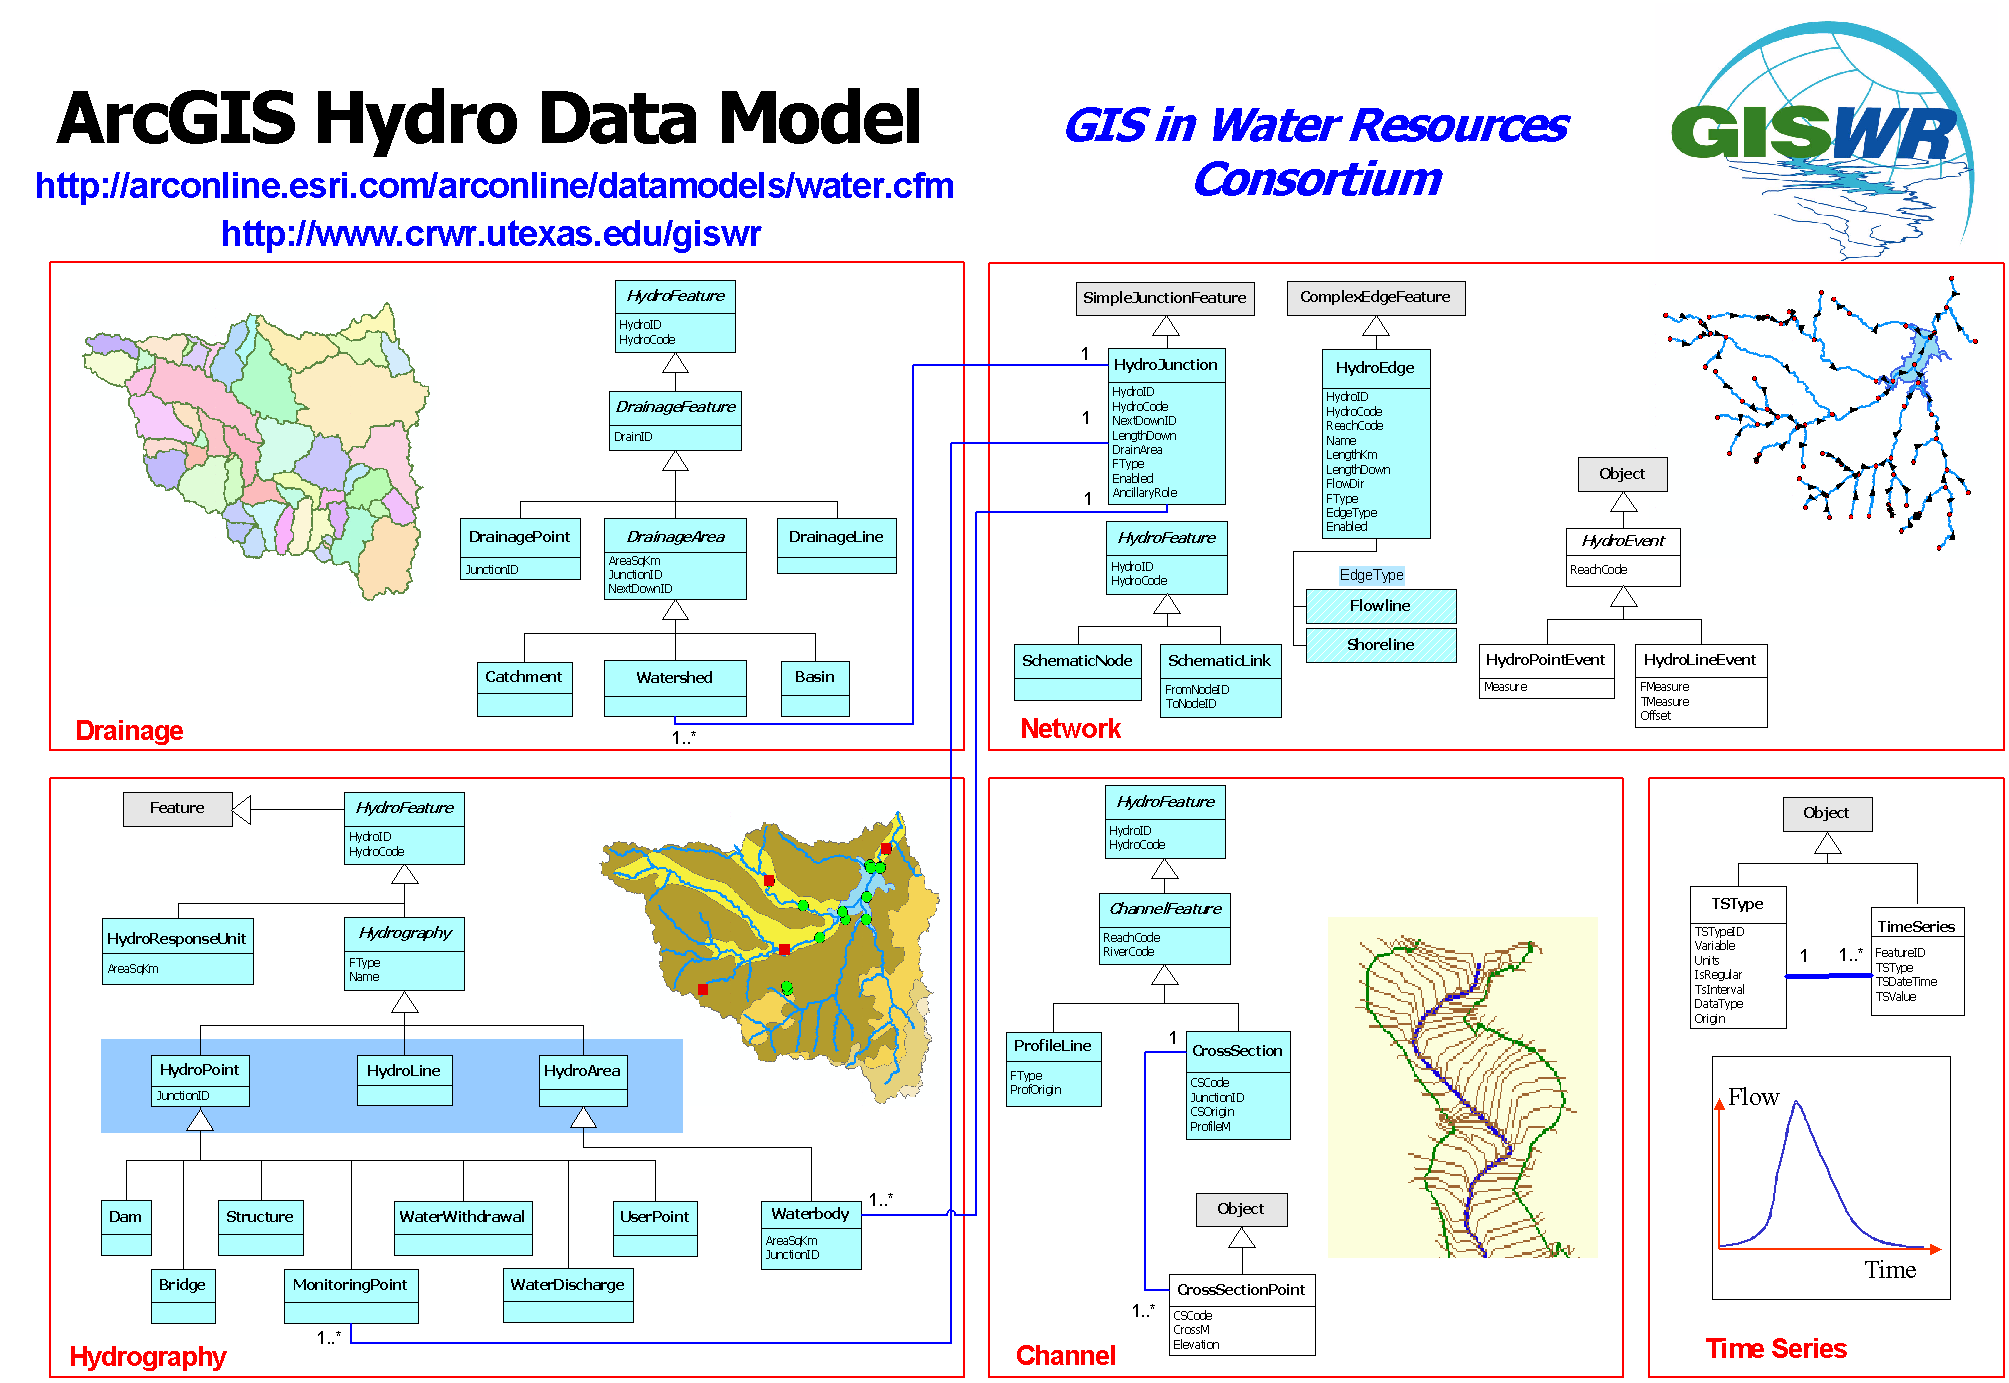 ArcGIS Hydro Data Model
http://arconline.esri.com/arconline/datamodels/water.cfm
http://www.crwr.utexas.edu/giswr
GIS in Water Resources
Consortium
GISWR
HydroFeature
HydroID
HydroCode
DrainageFeature
DrainID
DrainagePoint
JunctionID
DrainageArea
AreaSqKm
JunctionID
NextDownID
DrainageLine
Catchment
Watershed
Basin
1..*
Drainage
SimpleJunctionFeature
ComplexEdgeFeature
1
HydroJunction
HydroID
HydroCode
NextDownID
LengthDown
DrainArea
FType
Enabled
AncillaryRole
1
1
HydroEdge
HydroID
HydroCode
ReachCode
Name
LengthKm
LengthDown
FlowDir
FType
EdgeType
Enabled
HydroFeature
HydroID
HydroCode
SchematicNode
SchematicLink
FromNodeID
ToNodeID
EdgeType
Flowline
Shoreline
Object
HydroEvent
ReachCode
HydroPointEvent
Measure
HydroLineEvent
FMeasure
TMeasure
Offset
Network
Feature
HydroFeature
HydroID
HydroCode
HydroResponseUnit
AreaSqKm
Hydrography
FType
Name
HydroPoint
JunctionID
HydroLine
HydroArea
Dam
Structure
WaterWithdrawal
UserPoint
Waterbody
AreaSqKm
JunctionID
1..*
Bridge
MonitoringPoint
WaterDischarge
1..*
Hydrography
HydroFeature
HydroID
HydroCode
ChannelFeature
ReachCode
RiverCode
ProfileLine
FType
ProfOrigin
1
CrossSection
CSCode
JunctionID
CSOrigin
ProfileM
Object
CrossSectionPoint
CSCode
CrossM
Elevation
1..*
Channel
Object
TSType
TSTypeID
Variable
Units
IsRegular
TsInterval
DataType
Origin
1
1..*
TimeSeries
FeatureID
TSType
TSDateTime
TSValue
Flow
Time
Time Series